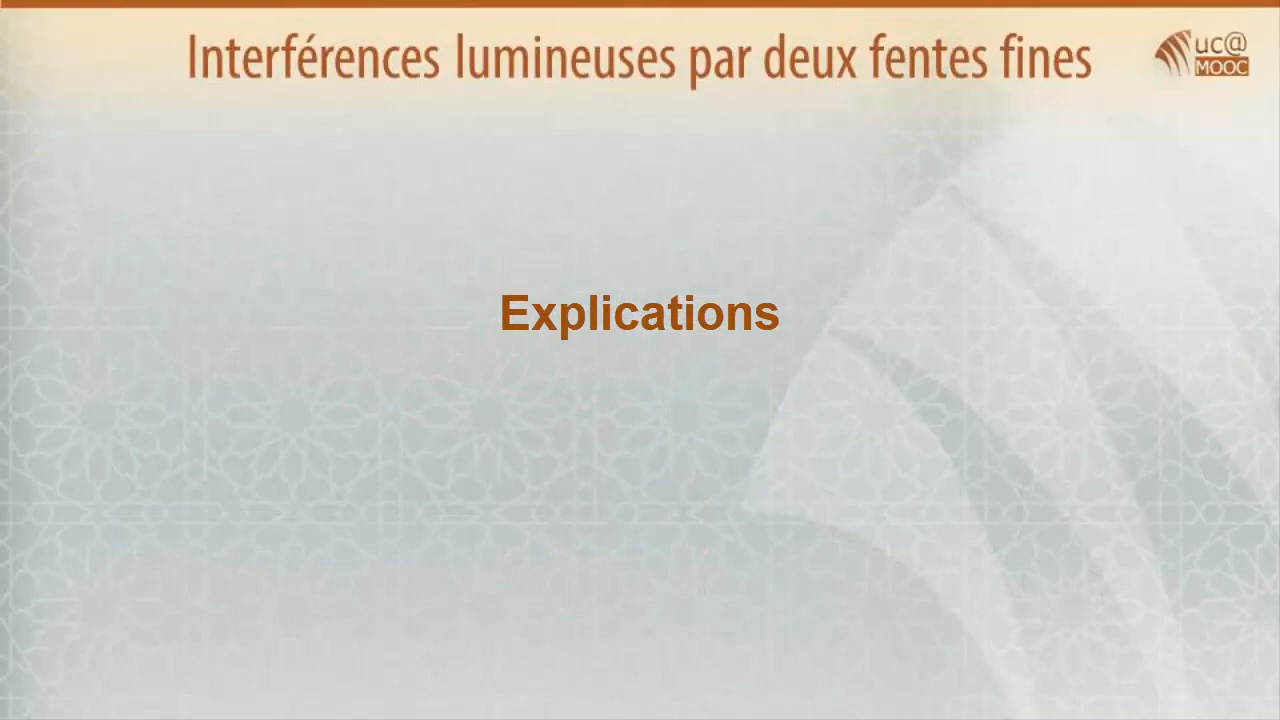 Interférences lumineuses par deux fentes fines
uc@
MOOC
Explications